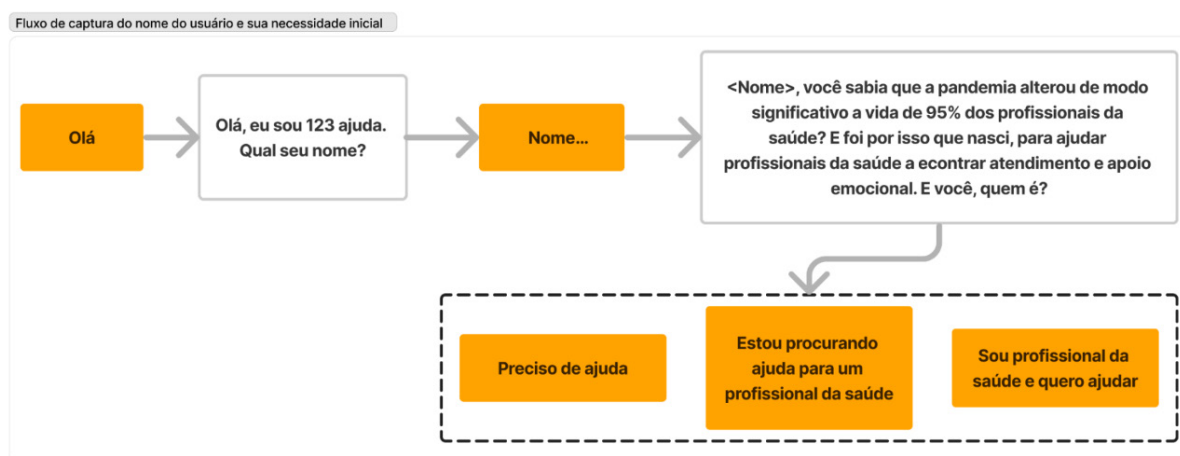 Fluxo de captura do nome do usuário e sua necessidade inicial
Olá
Olá, eu sou 123 ajuda.
Qual seu nome?
Nome...
<Nome>, você sabia que a pandemia alterou de modo
significativo a vida de 95% dos profissionais da
saúde? E foi por isso que nasci, para ajudar
profissionais da saúde a econtrar atendimento e apoio
emocional. E você, quem é?
Preciso de ajuda
Estou procurando
ajuda para um
profissional da saúde
Sou profissional da
saúde e quero ajudar